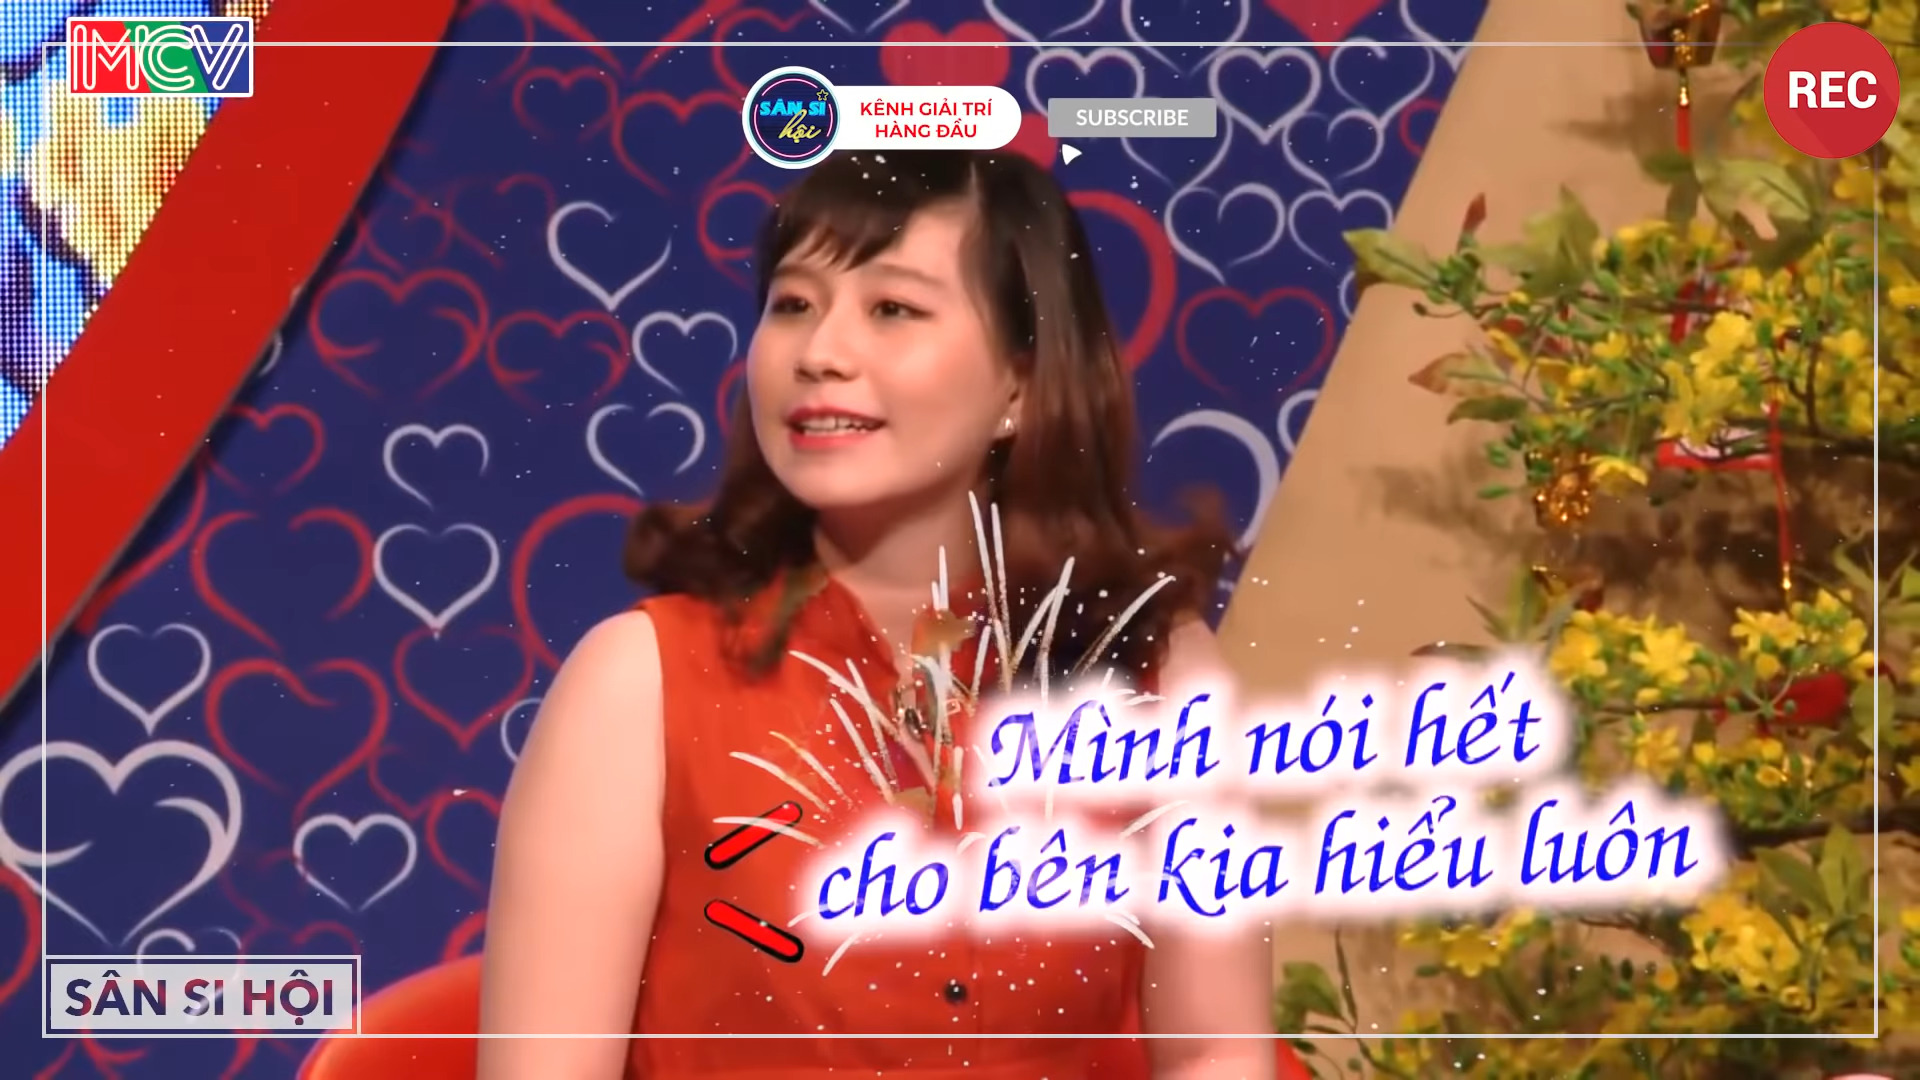 MCV
SÂN SI
hội
KÊNH GIẢI TRÍ
HÀNG ĐẦU
SUBSCRIBE
REC
Mình nói hết
cho bên kia hiểu luôn
SÂN SI HỘI